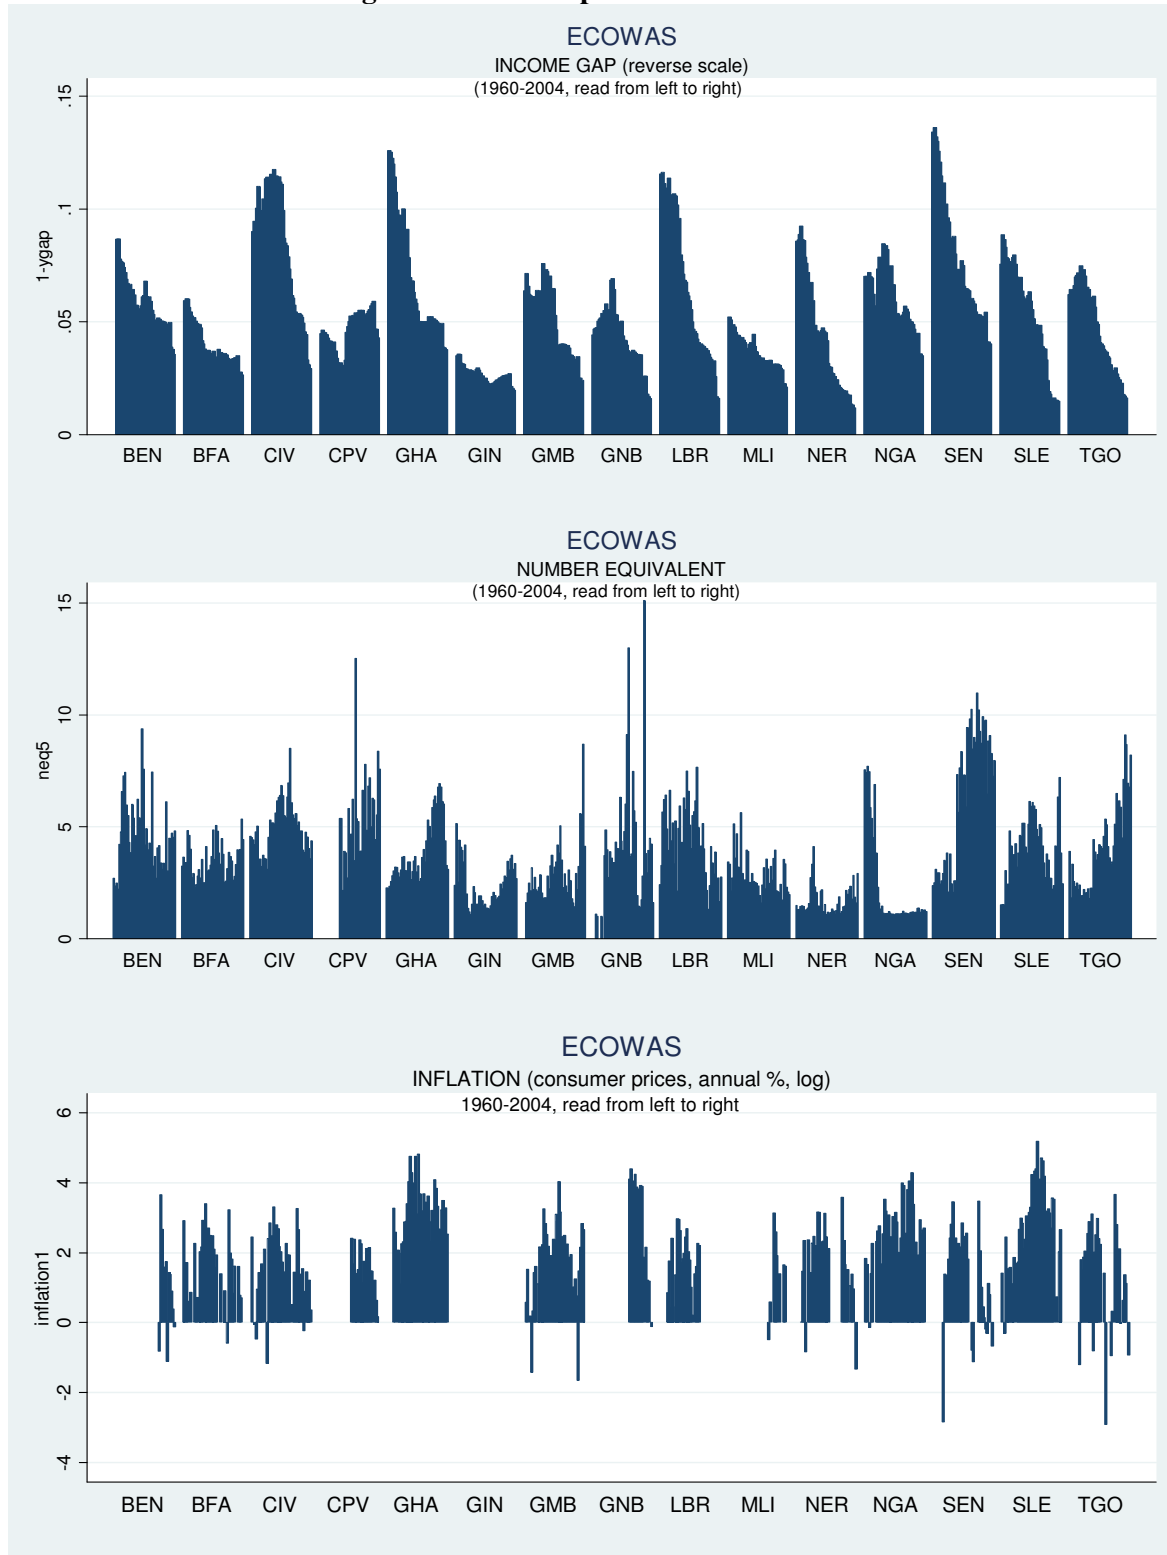 ECOWAS
INCOME GAP (reverse scale)
(1960-2004, read from left to right)
.15
.1
.05
0
1-ygap
BEN BFA CIV CPV GHA GIN GMB GNB LBR MLI NER NGA SEN SLE TGO
ECOWAS
NUMBER EQUIVALENT
(1960-2004, read from left to right)
15
10
5
0
neq5
BEN BFA CIV CPV GHA GIN GMB GNB LBR MLI NER NGA SEN SLE TGO
ECOWAS
INFLATION (consumer prices, annual %, log)
1960-2004, read from left to right
6
4
2
0
-2
-4
inflation1
BEN BFA CIV CPV GHA GIN GMB GNB LBR MLI NER NGA SEN SLE TGO